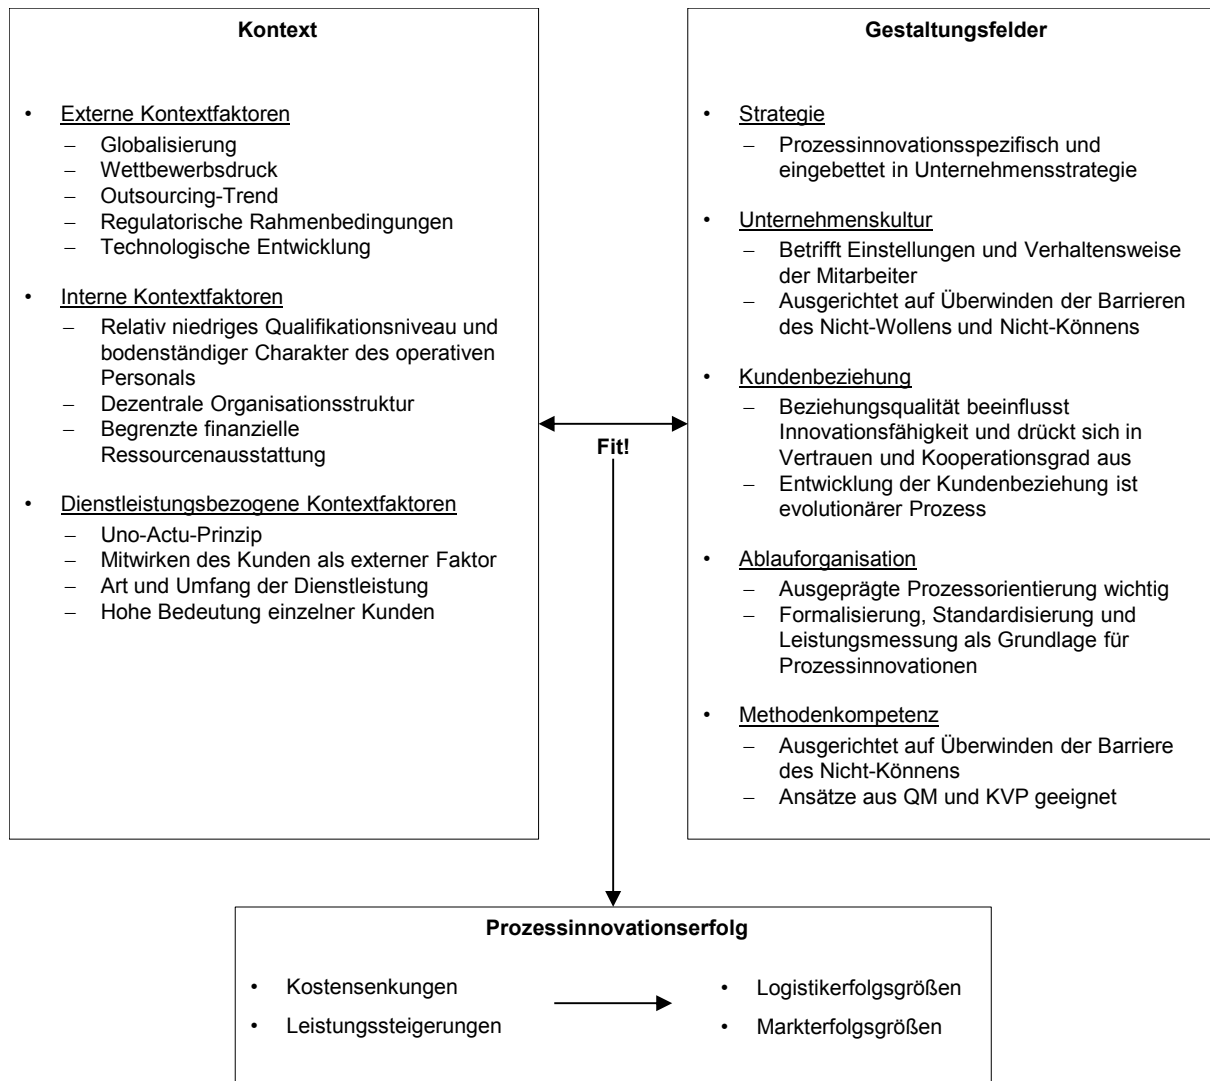 Kontext
• Externe Kontextfaktoren
– Globalisierung
– Wettbewerbsdruck
– Outsourcing-Trend
– Regulatorische Rahmenbedingungen
– Technologische Entwicklung
• Interne Kontextfaktoren
– Relativ niedriges Qualifikationsniveau und
bodenständiger Charakter des operativen
Personals
– Dezentrale Organisationsstruktur
– Begrenzte finanzielle
Ressourcenausstattung
• Dienstleistungsbezogene Kontextfaktoren
– Uno-Actu-Prinzip
– Mitwirken des Kunden als externer Faktor
– Art und Umfang der Dienstleistung
– Hohe Bedeutung einzelner Kunden
Fit!
Gestaltungsfelder
• Strategie
– Prozessinnovationsspezifisch und
eingebettet in Unternehmensstrategie
• Unternehmenskultur
– Betrifft Einstellungen und Verhaltensweise
der Mitarbeiter
– Ausgerichtet auf Überwinden der Barrieren
des Nicht-Wollens und Nicht-Könnens
• Kundenbeziehung
– Beziehungsqualität beeinflusst
Innovationsfähigkeit und drückt sich in
Vertrauen und Kooperationsgrad aus
– Entwicklung der Kundenbeziehung ist
evolutionärer Prozess
• Ablauforganisation
– Ausgeprägte Prozessorientierung wichtig
– Formalisierung, Standardisierung und
Leistungsmessung als Grundlage für
Prozessinnovationen
• Methodenkompetenz
– Ausgerichtet auf Überwinden der Barriere
des Nicht-Könnens
– Ansätze aus QM und KVP geeignet
Prozessinnovationserfolg
• Kostensenkungen
• Leistungssteigerungen
• Logistikerfolgsgrößen
• Markterfolgsgrößen